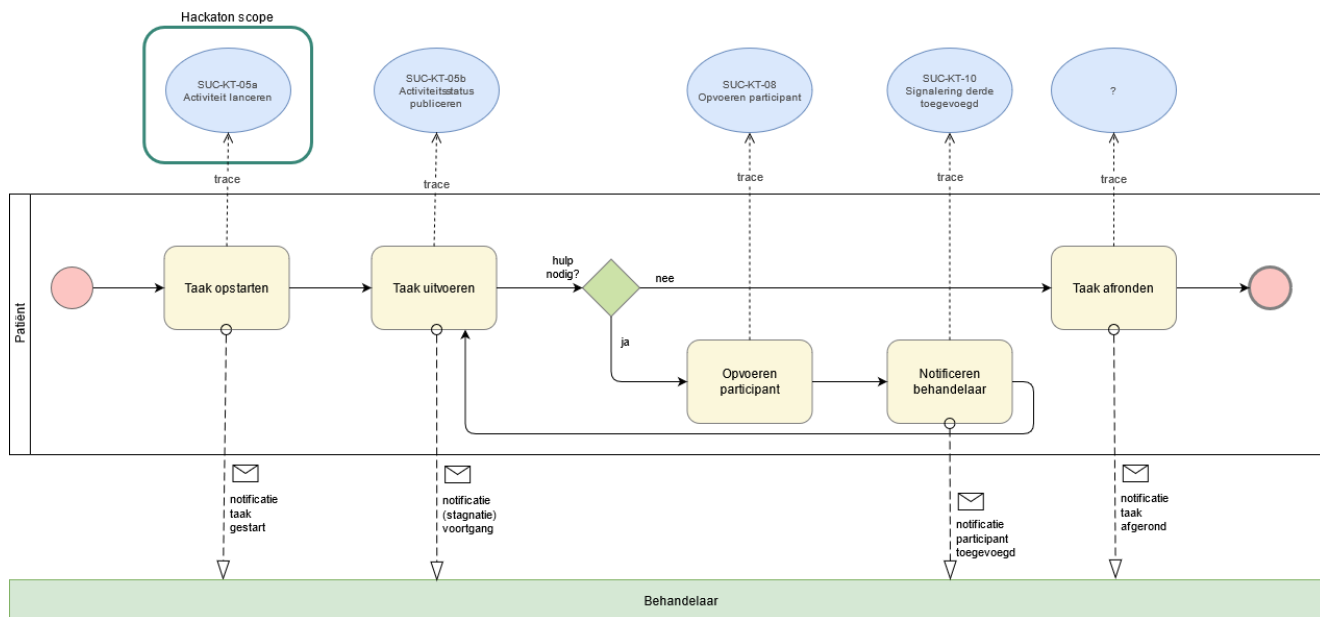 Hackaton scope
SUC-KT-05a
Activiteit lanceren
SUC-KT-05b
Activiteitsstatus
publiceren
SUC-KT-08
Opvoeren participant
SUC-KT-10
Signalering derde
toegevoegd
?
trace
trace
trace
trace
trace
Patiënt
Taak opstarten
Taak uitvoeren
hulp
nodig?
nee
ja
Opvoeren
participant
Notificeren
behandelaar
Taak afronden
notificatie
taak
gestart
notificatie
(stagnatie)
voortgang
notificatie
participant
toegevoegd
notificatie
taak
afgerond
Behandelaar